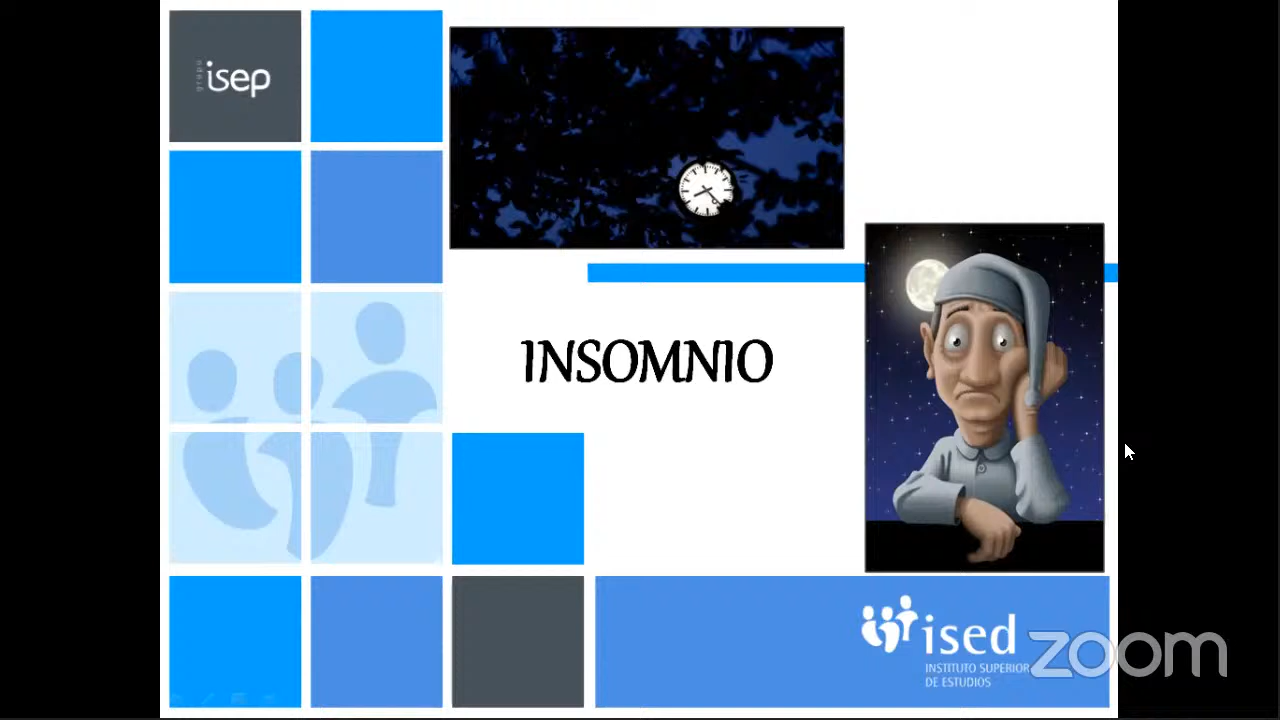 grupo
isep
INSOMNIO
ised
INSTITUTO SUPERIOR
DE ESTUDIOS
zoom